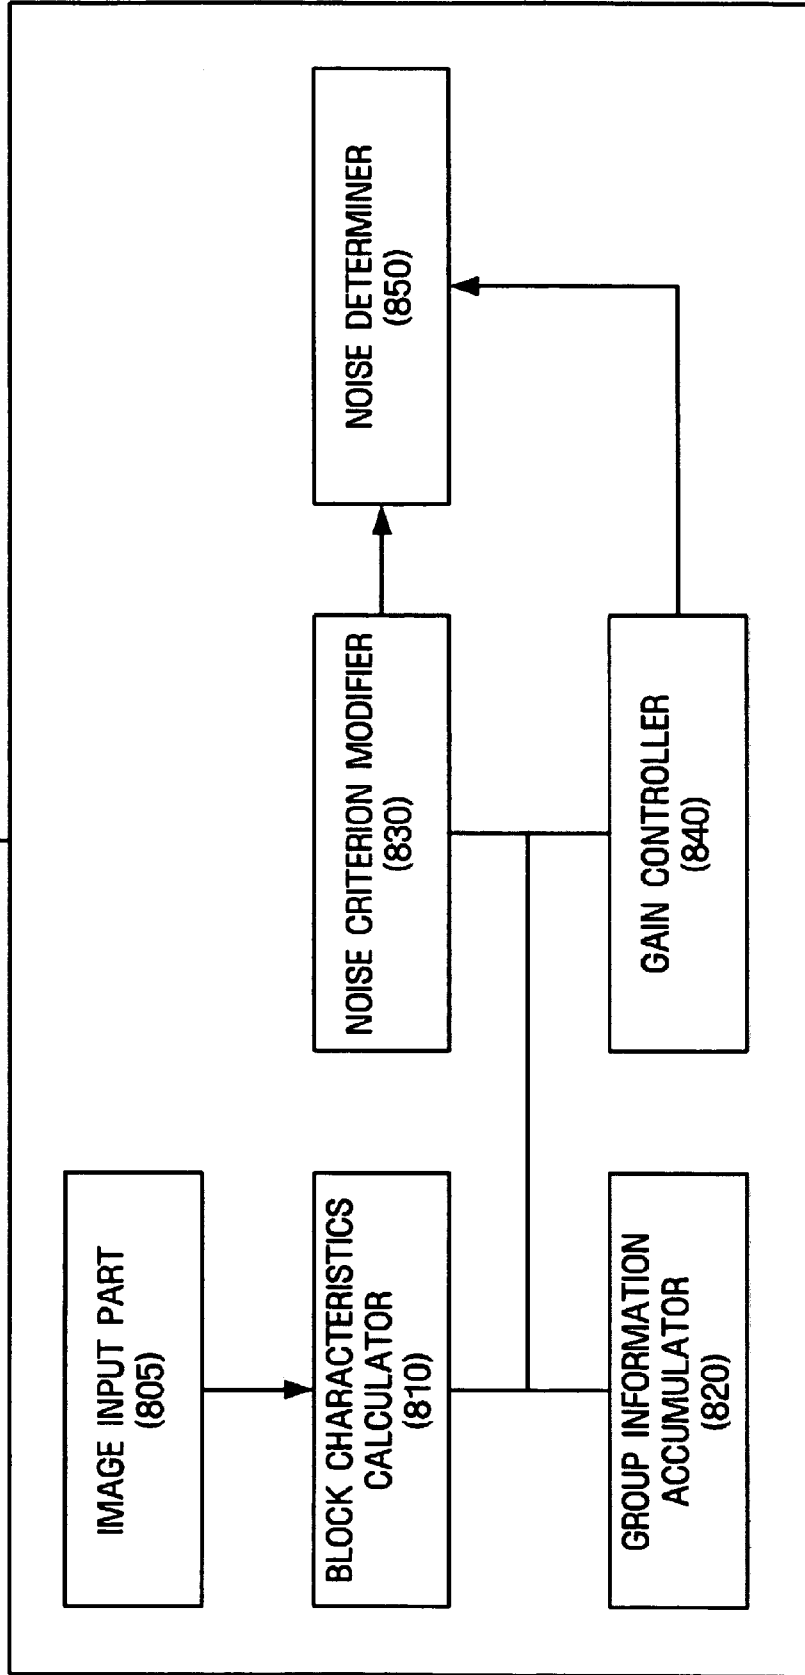 IMAGE INPUT PART
(805)
BLOCK CHARACTERISTICS
CALCULATOR
(810)
GROUP INFORMATION
ACCUMULATOR
(820)
NOISE CRITERION MODIFIER
(830)
GAIN CONTROLLER
(840)
NOISE DETERMINER
(850)